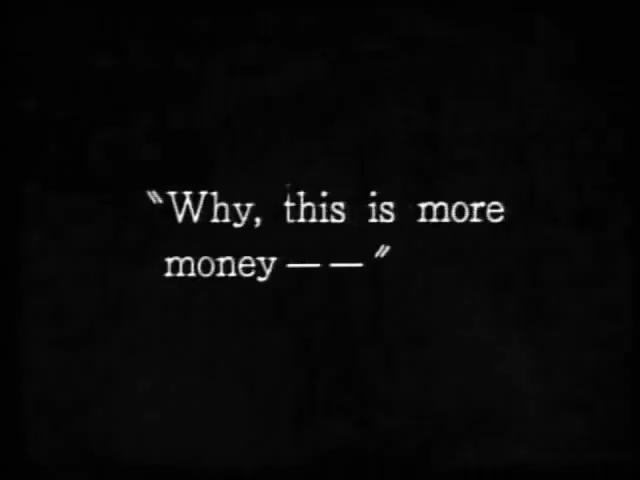 "Why, this is more
money — — "